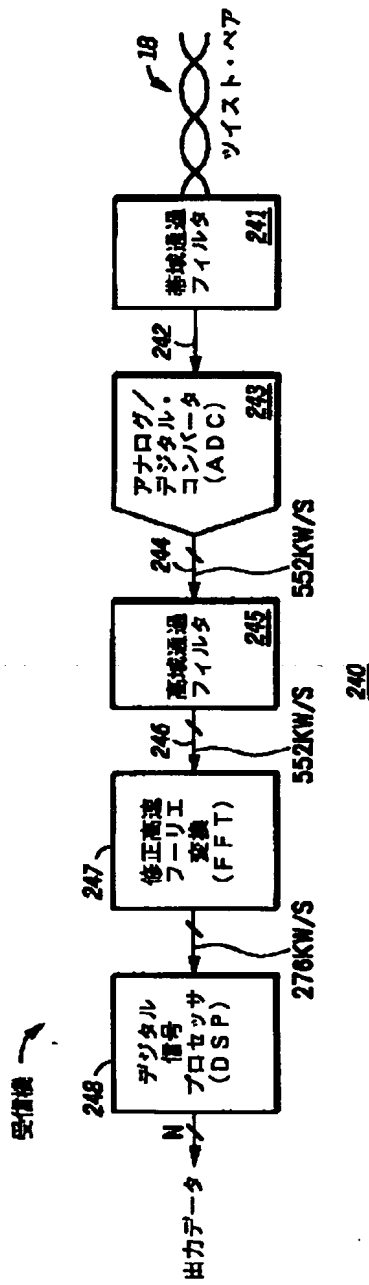 受信機
出力データ
N
248
デジタル
信号
プロセッサ
(DSP)
276KW/S
247
修正高速
フーリエ
変換
(FFT)
246
552KW/S
高域通過
フィルタ
245
244
552KW/S
アナログ/
デジタル・
コンバータ
(ADC)
243
242
帯域通過
フィルタ
241
18
ツイスト・ペア
240